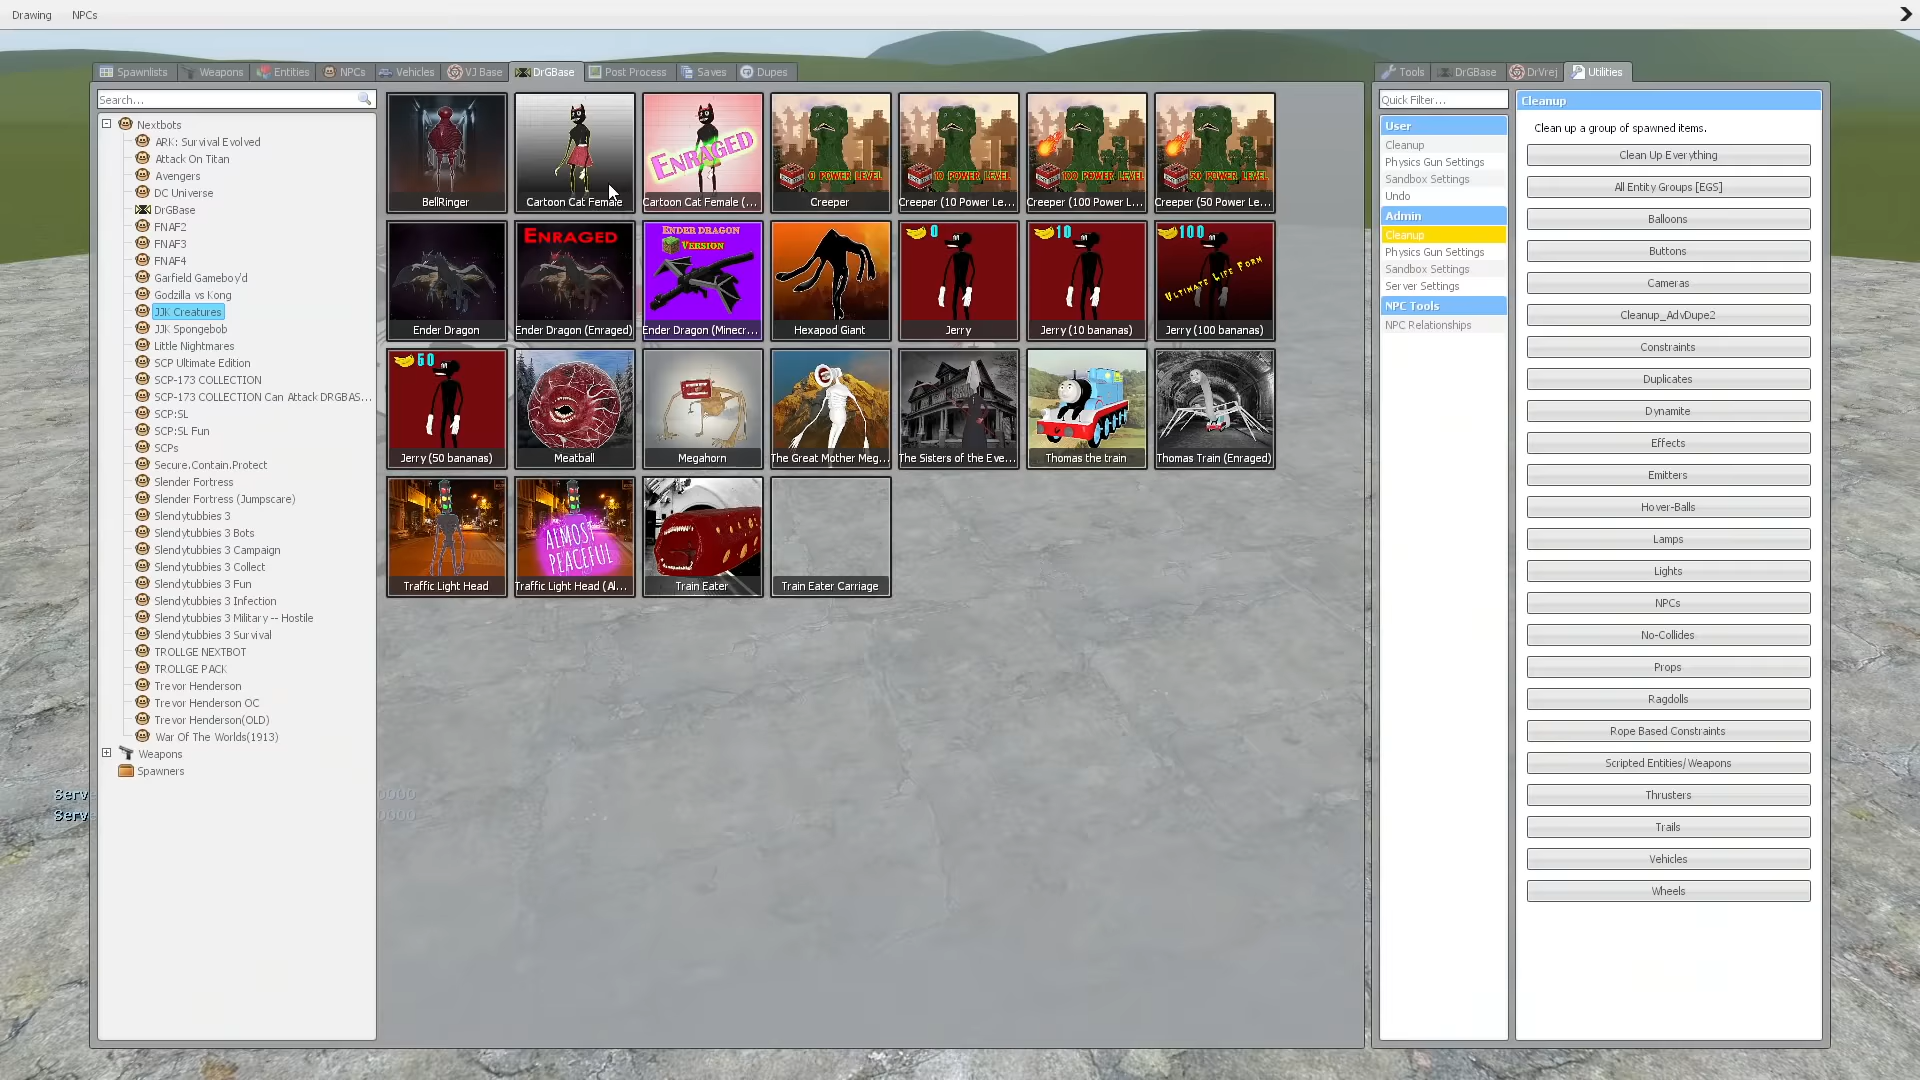 Drawing NPCs
Spawnlists Weapons Entities NPCs Vehicles VJ Base DrGBase Post Process Saves Dupes
Tools DrGBase DrVrej Utilities
Search...
Nextbots
ARK: Survival Evolved
Attack On Titan
Avengers
DC Universe
DrGBase
FNAF2
FNAF3
FNAF4
Garfield Gameboy'd
Godzilla vs Kong
JJK Creatures
JJK Spongebob
Little Nightmares
SCP Ultimate Edition
SCP-173 COLLECTION
SCP-173 COLLECTION Can Attack DRGBAS...
SCP:SL
SCP:SL Fun
SCPs
Secure.Contain.Protect
Slender Fortress
Slender Fortress (Jumpscare)
Slendytubbies 3
Slendytubbies 3 Bots
Slendytubbies 3 Campaign
Slendytubbies 3 Collect
Slendytubbies 3 Fun
Slendytubbies 3 Infection
Slendytubbies 3 Military -- Hostile
Slendytubbies 3 Survival
TROLLGE NEXTBOT
TROLLGE PACK
Trevor Henderson
Trevor Henderson OC
Trevor Henderson(OLD)
War Of The Worlds(1913)
Weapons
Spawners
Serv
Serv
ENRAGED
0 POWER LEVEL
10 POWER LEVEL
100 POWER LEVEL
50 POWER LEVEL
BellRinger
Cartoon Cat Female
Cartoon Cat Female (...
Creeper
Creeper (10 Power Le...
Creeper (100 Power L...
Creeper (50 Power Le...
ENRAGED
ENDER DRAGON
VERSION
0
10
100
ULTIMATE LIFE FORM
Ender Dragon
Ender Dragon (Enraged)
Ender Dragon (Minecr...
Hexapod Giant
Jerry
Jerry (10 bananas)
Jerry (100 bananas)
50
Jerry (50 bananas)
Meatball
Megahorn
The Great Mother Meg...
The Sisters of the Eve...
Thomas the train
Thomas Train (Enraged)
ALMOST
PEACEFUL
Traffic Light Head
Traffic Light Head (Al...
Train Eater
Train Eater Carriage
Quick Filter...
User
Cleanup
Physics Gun Settings
Sandbox Settings
Undo
Admin
Cleanup
Physics Gun Settings
Sandbox Settings
Server Settings
NPC Tools
NPC Relationships
Cleanup
Clean up a group of spawned items.
Clean Up Everything
All Entity Groups [EGS]
Balloons
Buttons
Cameras
Cleanup_AdvDupe2
Constraints
Duplicates
Dynamite
Effects
Emitters
Hover-Balls
Lamps
Lights
NPCs
No-Collides
Props
Ragdolls
Rope Based Constraints
Scripted Entities/Weapons
Thrusters
Trails
Vehicles
Wheels